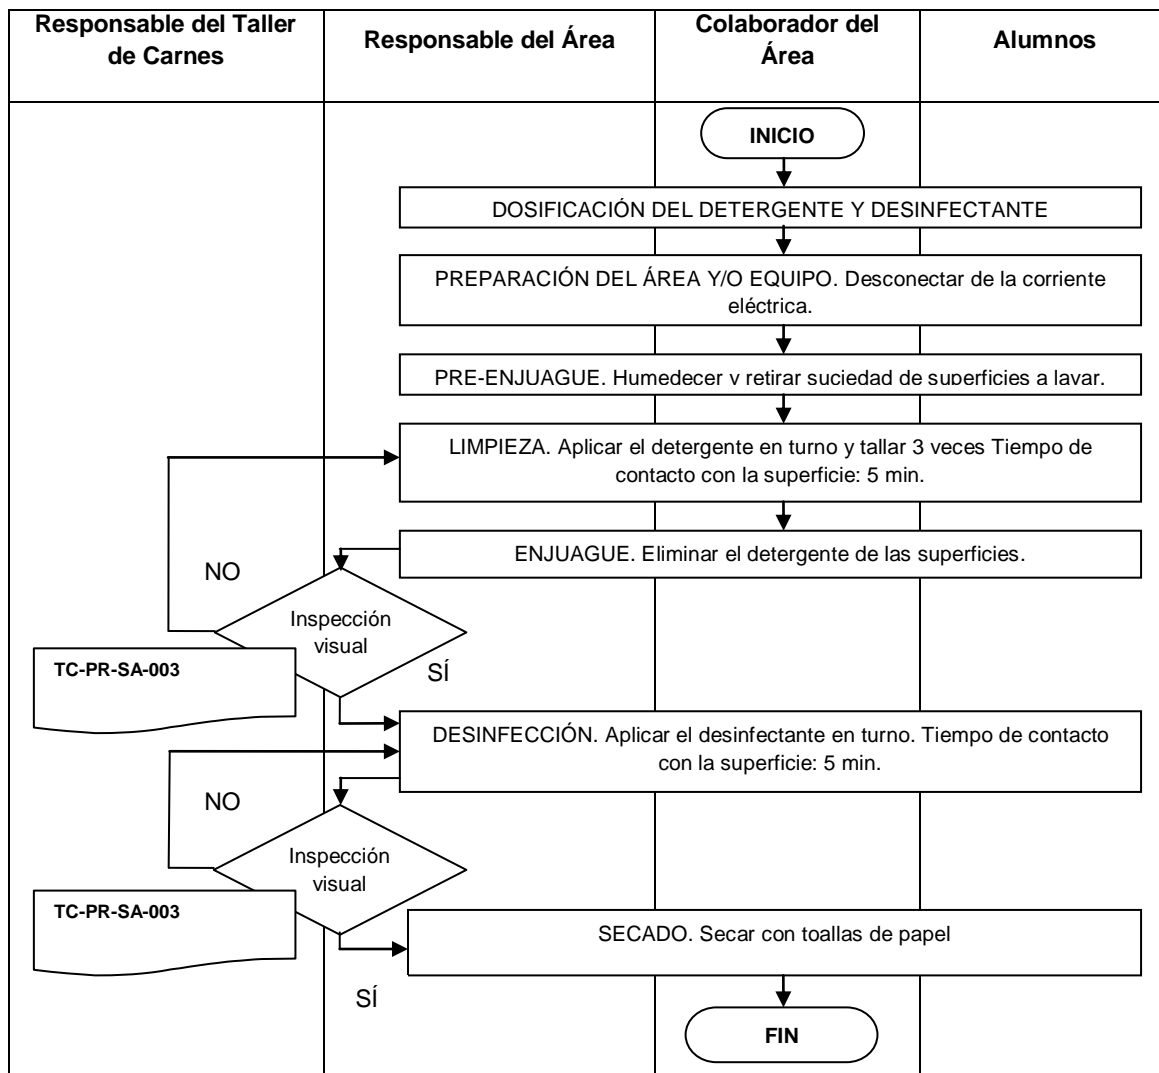 Responsable del Taller
de Carnes
Responsable del Área
Colaborador del
Área
Alumnos
INICIO
DOSIFICACIÓN DEL DETERGENTE Y DESINFECTANTE
PREPARACIÓN DEL ÁREA Y/O EQUIPO. Desconectar de la corriente
eléctrica.
PRE-ENJUAGUE. Humedecer y retirar suciedad de superficies a lavar.
LIMPIEZA. Aplicar el detergente en turno y tallar 3 veces Tiempo de
contacto con la superficie: 5 min.
ENJUAGUE. Eliminar el detergente de las superficies.
NO
Inspección
visual
SÍ
TC-PR-SA-003
DESINFECCIÓN. Aplicar el desinfectante en turno. Tiempo de contacto
con la superficie: 5 min.
NO
Inspección
visual
TC-PR-SA-003
SECADO. Secar con toallas de papel
SÍ
FIN